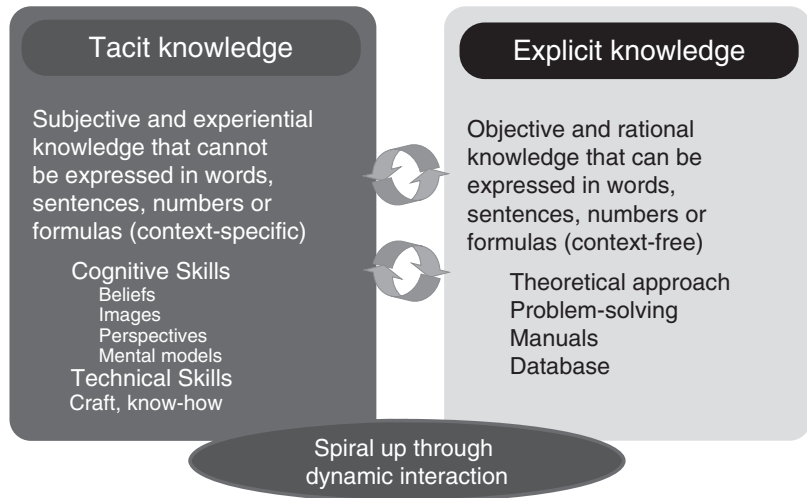 Tacit knowledge
Subjective and experiential
knowledge that cannot
be expressed in words,
sentences, numbers or
formulas (context-specific)
Cognitive Skills
Beliefs
Images
Perspectives
Mental models
Technical Skills
Craft, know-how
Explicit knowledge
Objective and rational
knowledge that can be
expressed in words,
sentences, numbers or
formulas (context-free)
Theoretical approach
Problem-solving
Manuals
Database
Spiral up through
dynamic interaction